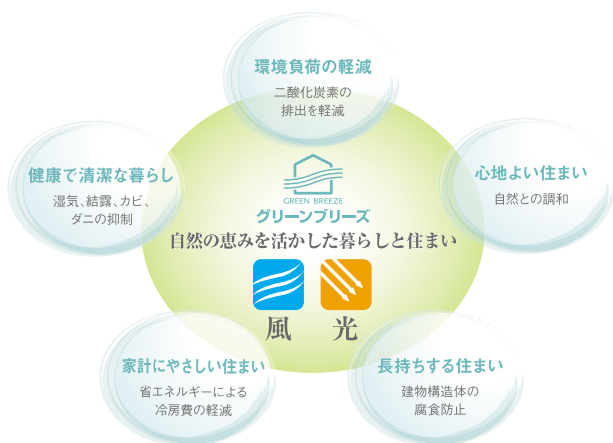 環境負荷の軽減
二酸化炭素の
排出を軽減
健康で清潔な暮らし
湿気、結露、カビ、
ダニの抑制
心地よい住まい
自然との調和
GREEN BREEZE
グリーンブリーズ
自然の恵みを活かした暮らしと住まい
風 光
家計にやさしい住まい
省エネルギーによる
冷房費の軽減
長持ちする住まい
建物構造体の
腐食防止